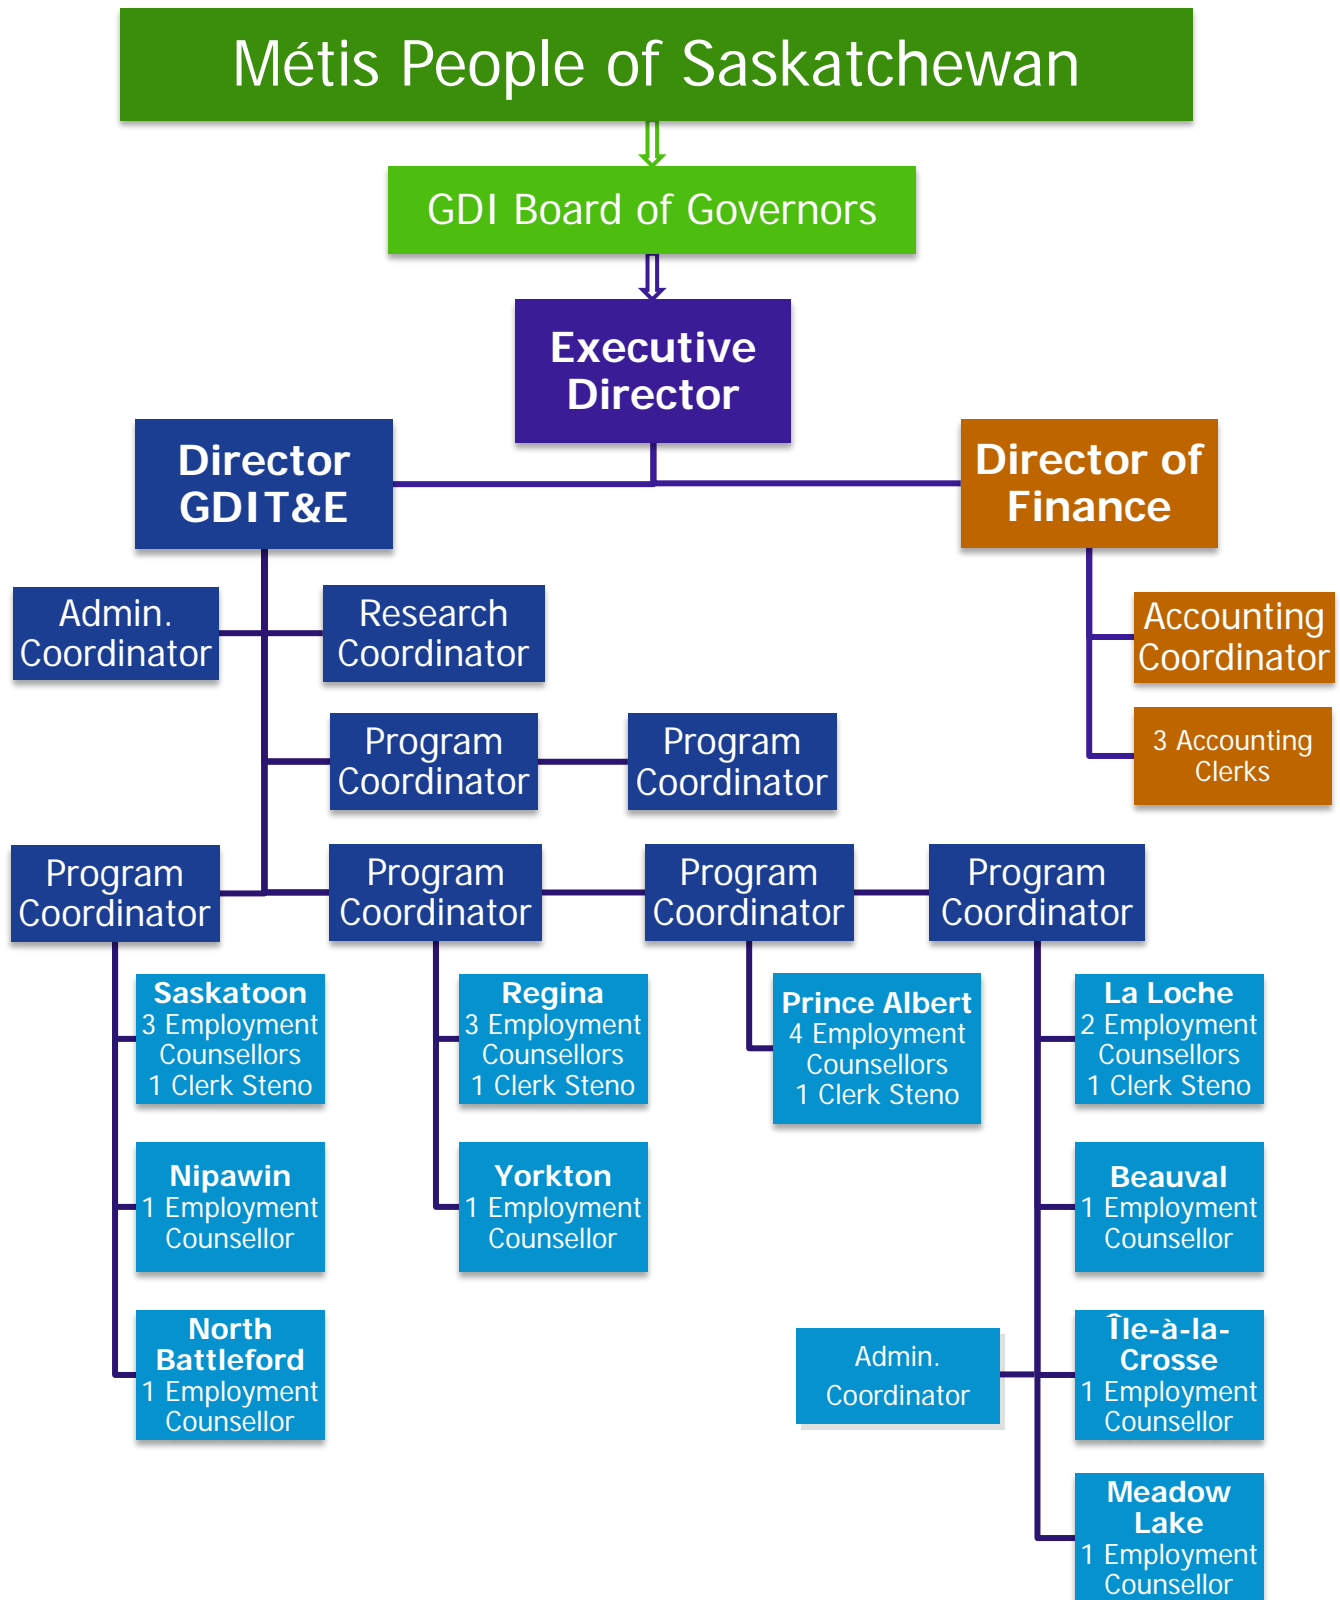 Métis People of Saskatchewan
GDI Board of Governors
Executive
Director
Director
GDIT&E
Director of
Finance
Admin.
Coordinator
Research
Coordinator
Accounting
Coordinator
Program
Coordinator
Program
Coordinator
3 Accounting
Clerks
Program
Coordinator
Program
Coordinator
Program
Coordinator
Program
Coordinator
Saskatoon
3 Employment
Counsellors
1 Clerk Steno
Regina
3 Employment
Counsellors
1 Clerk Steno
Prince Albert
4 Employment
Counsellors
1 Clerk Steno
La Loche
2 Employment
Counsellors
1 Clerk Steno
Nipawin
1 Employment
Counsellor
Yorkton
1 Employment
Counsellor
Beauval
1 Employment
Counsellor
North
Battleford
1 Employment
Counsellor
Admin.
Coordinator
Île-à-la-
Crosse
1 Employment
Counsellor
Meadow
Lake
1 Employment
Counsellor